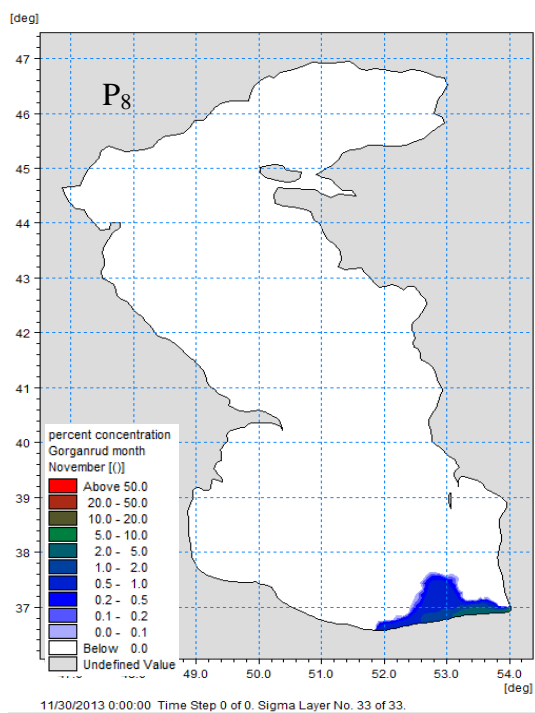 [deg]
47
P8
46
45
44
43
42
41
40
39
38
37
percent concentration
Gorganrud month
November [()]
Above 50.0
20.0 - 50.0
10.0 - 20.0
5.0 - 10.0
2.0 - 5.0
1.0 - 2.0
0.5 - 1.0
0.2 - 0.5
0.1 - 0.2
0.0 - 0.1
Below 0.0
Undefined Value
49.0 50.0 51.0 52.0 53.0 54.0
[deg]
11/30/2013 0:00:00 Time Step 0 of 0. Sigma Layer No. 33 of 33.